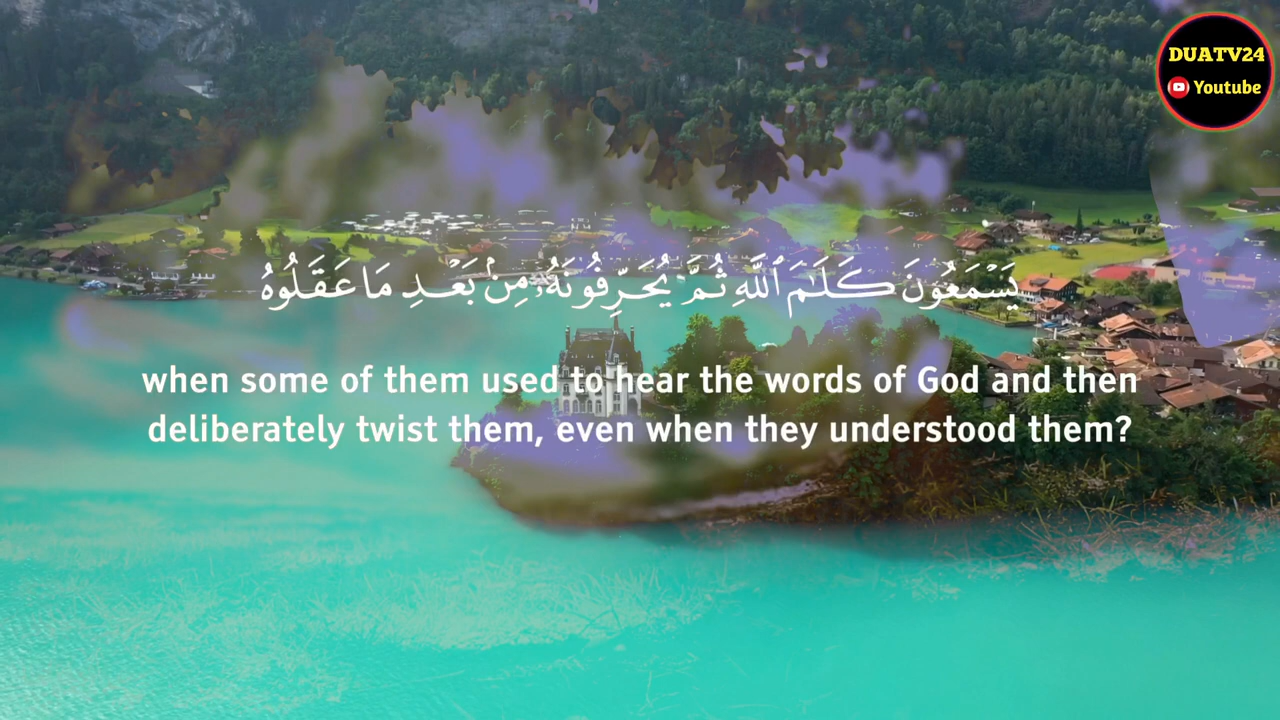 DUATV24
Youtube
يَسْمَعُونَ كَلَٰمَ ٱللَّهِ ثُمَّ يُحَرِّفُونَهُۥ مِنۢ بَعْدِ مَا عَقَلُوهُ
when some of them used to hear the words of God and then
deliberately twist them, even when they understood them?